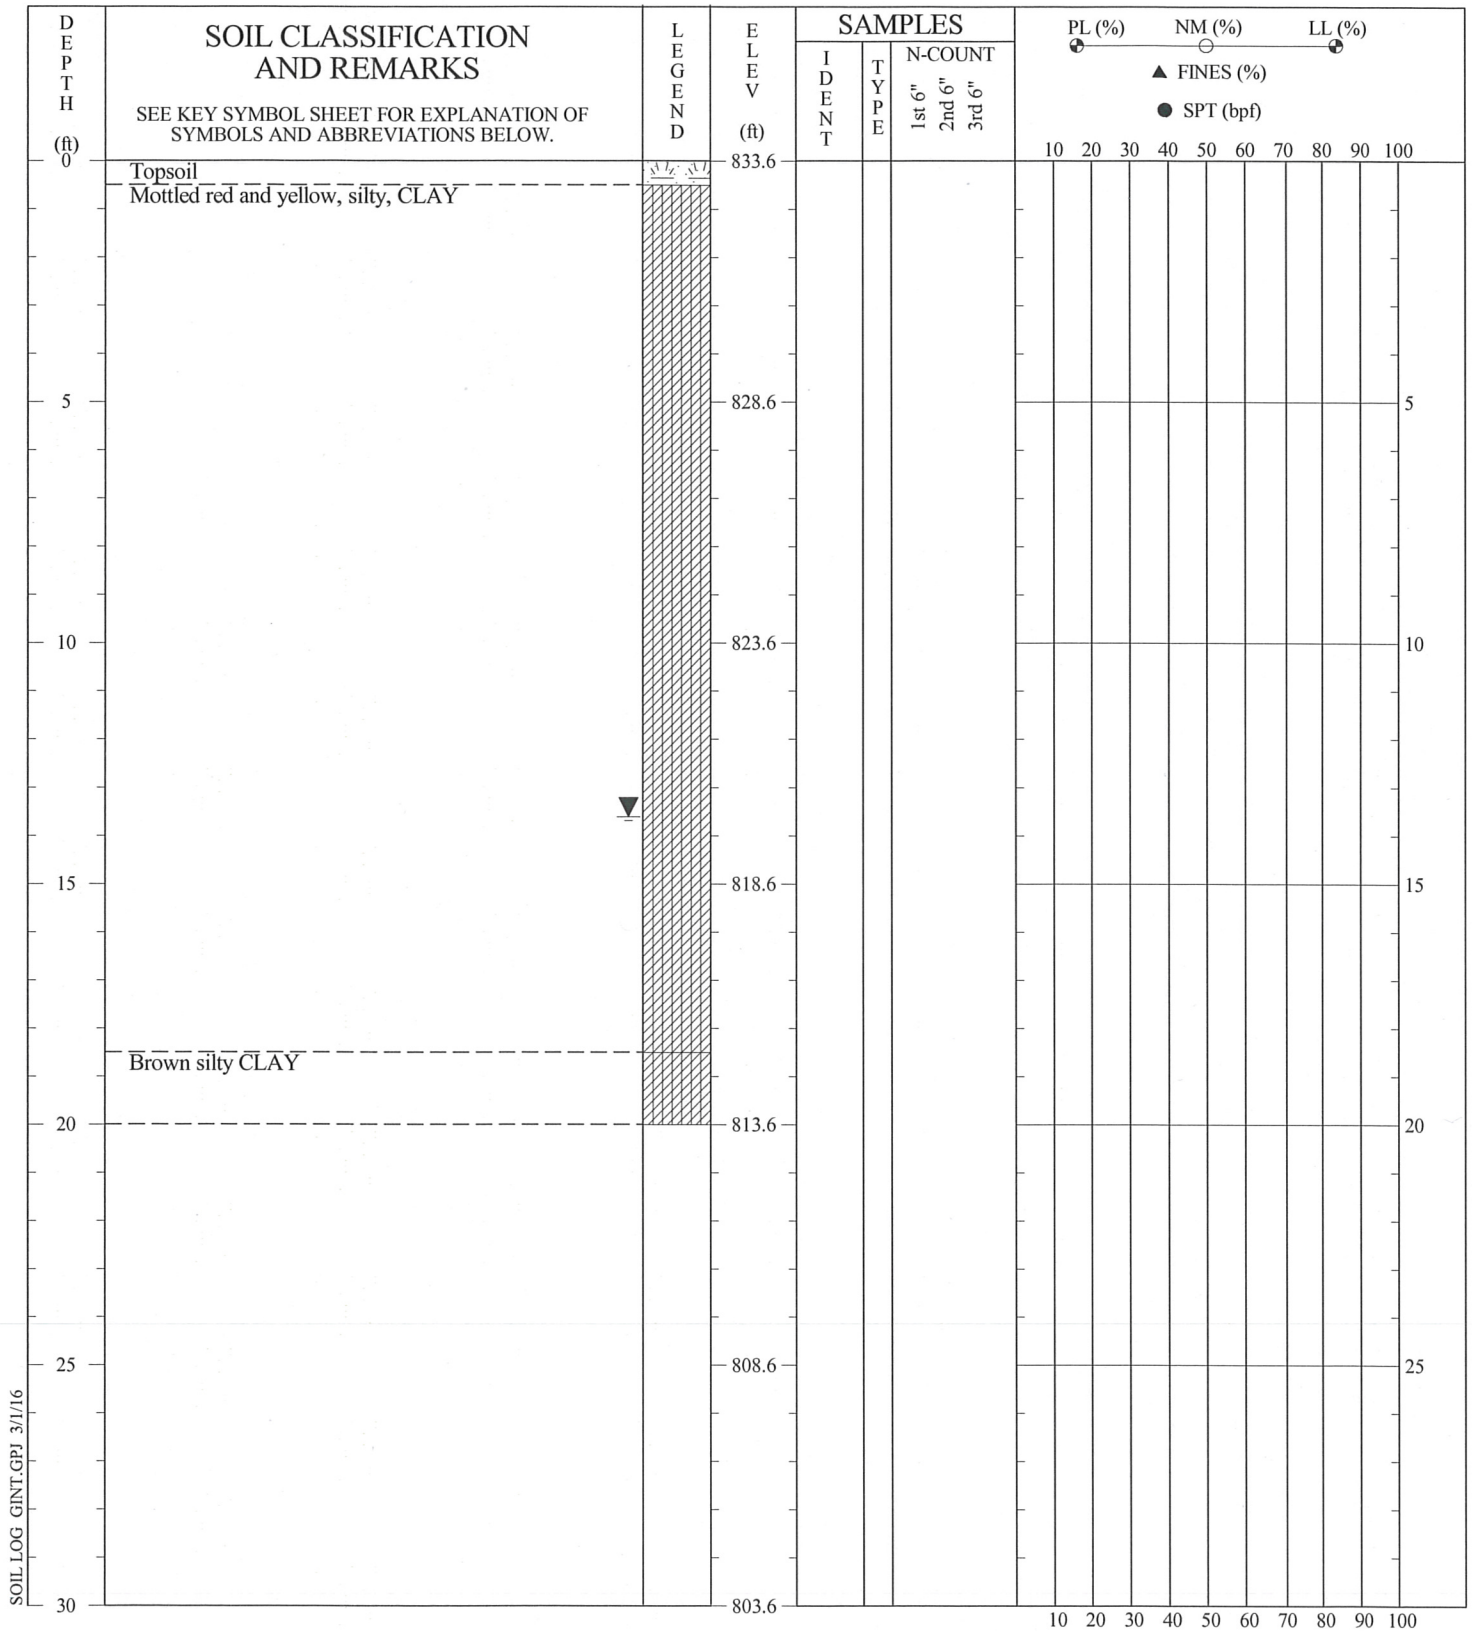 DEPTH
(ft)
SOIL CLASSIFICATION
AND REMARKS
SEE KEY SYMBOL SHEET FOR EXPLANATION OF
SYMBOLS AND ABBREVIATIONS BELOW.
LEGEND
ELEV
(ft)
SAMPLES
IDENT
TYPE
N-COUNT
1st 6"
2nd 6"
3rd 6"
PL (%) NM (%) LL (%)
▲ FINES (%)
● SPT (bpf)
10 20 30 40 50 60 70 80 90 100
0 833.6
Topsoil
Mottled red and yellow, silty, CLAY
5 828.6 5
10 823.6 10
15 818.6 15
Brown silty CLAY
20 813.6 20
25 808.6 25
30 803.6
10 20 30 40 50 60 70 80 90 100
SOIL LOG GINT.GPJ 3/1/16